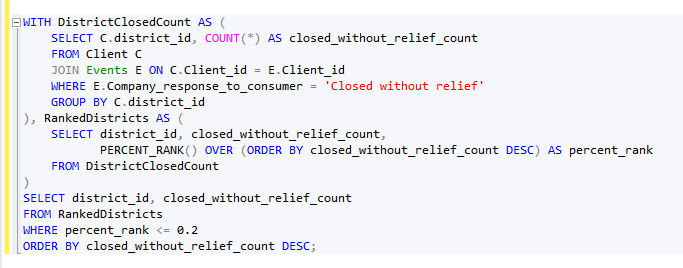 WITH DistrictClosedCount AS (
    SELECT C.district_id, COUNT(*) AS closed_without_relief_count
    FROM Client C
    JOIN Events E ON C.Client_id = E.Client_id
    WHERE E.Company_response_to_consumer = 'Closed without relief'
    GROUP BY C.district_id
), RankedDistricts AS (
    SELECT district_id, closed_without_relief_count,
           PERCENT_RANK() OVER (ORDER BY closed_without_relief_count DESC) AS percent_rank
    FROM DistrictClosedCount
)
SELECT district_id, closed_without_relief_count
FROM RankedDistricts
WHERE percent_rank <= 0.2
ORDER BY closed_without_relief_count DESC;